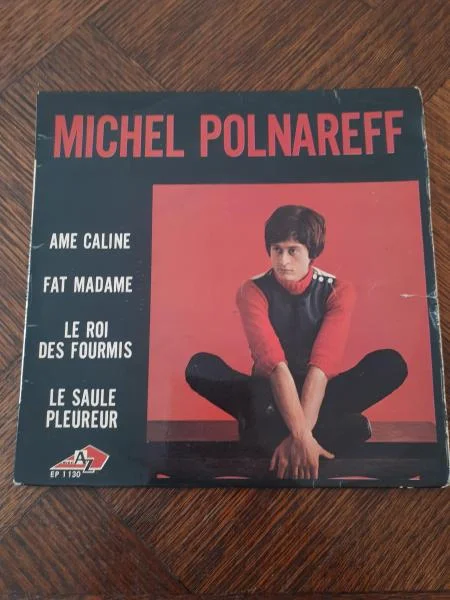 MICHEL POLNAREFF
AME CALINE
FAT MADAME
LE ROI
DES FOURMIS
LE SAULE
PLEUREUR
AZ
EP 1130